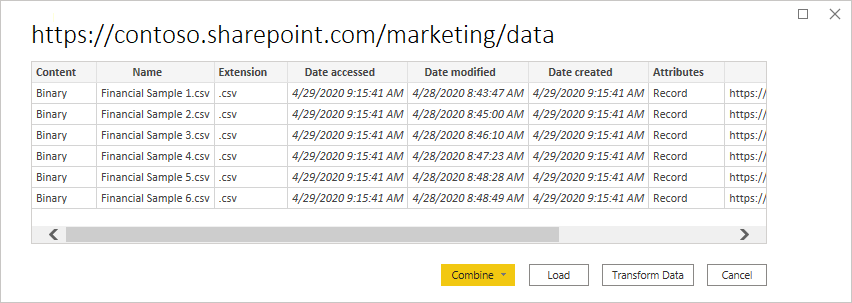 https://contoso.sharepoint.com/marketing/data
Content Name Extension Date accessed Date modified Date created Attributes
Binary Financial Sample 1.csv .csv 4/29/2020 9:15:41 AM 4/28/2020 8:43:47 AM 4/29/2020 9:15:41 AM Record https://
Binary Financial Sample 2.csv .csv 4/29/2020 9:15:41 AM 4/28/2020 8:45:00 AM 4/29/2020 9:15:41 AM Record https://
Binary Financial Sample 3.csv .csv 4/29/2020 9:15:41 AM 4/28/2020 8:46:10 AM 4/29/2020 9:15:41 AM Record https://
Binary Financial Sample 4.csv .csv 4/29/2020 9:15:41 AM 4/28/2020 8:47:23 AM 4/29/2020 9:15:41 AM Record https://
Binary Financial Sample 5.csv .csv 4/29/2020 9:15:41 AM 4/28/2020 8:48:28 AM 4/29/2020 9:15:41 AM Record https://
Binary Financial Sample 6.csv .csv 4/29/2020 9:15:41 AM 4/28/2020 8:48:49 AM 4/29/2020 9:15:41 AM Record https://
Combine Load Transform Data Cancel